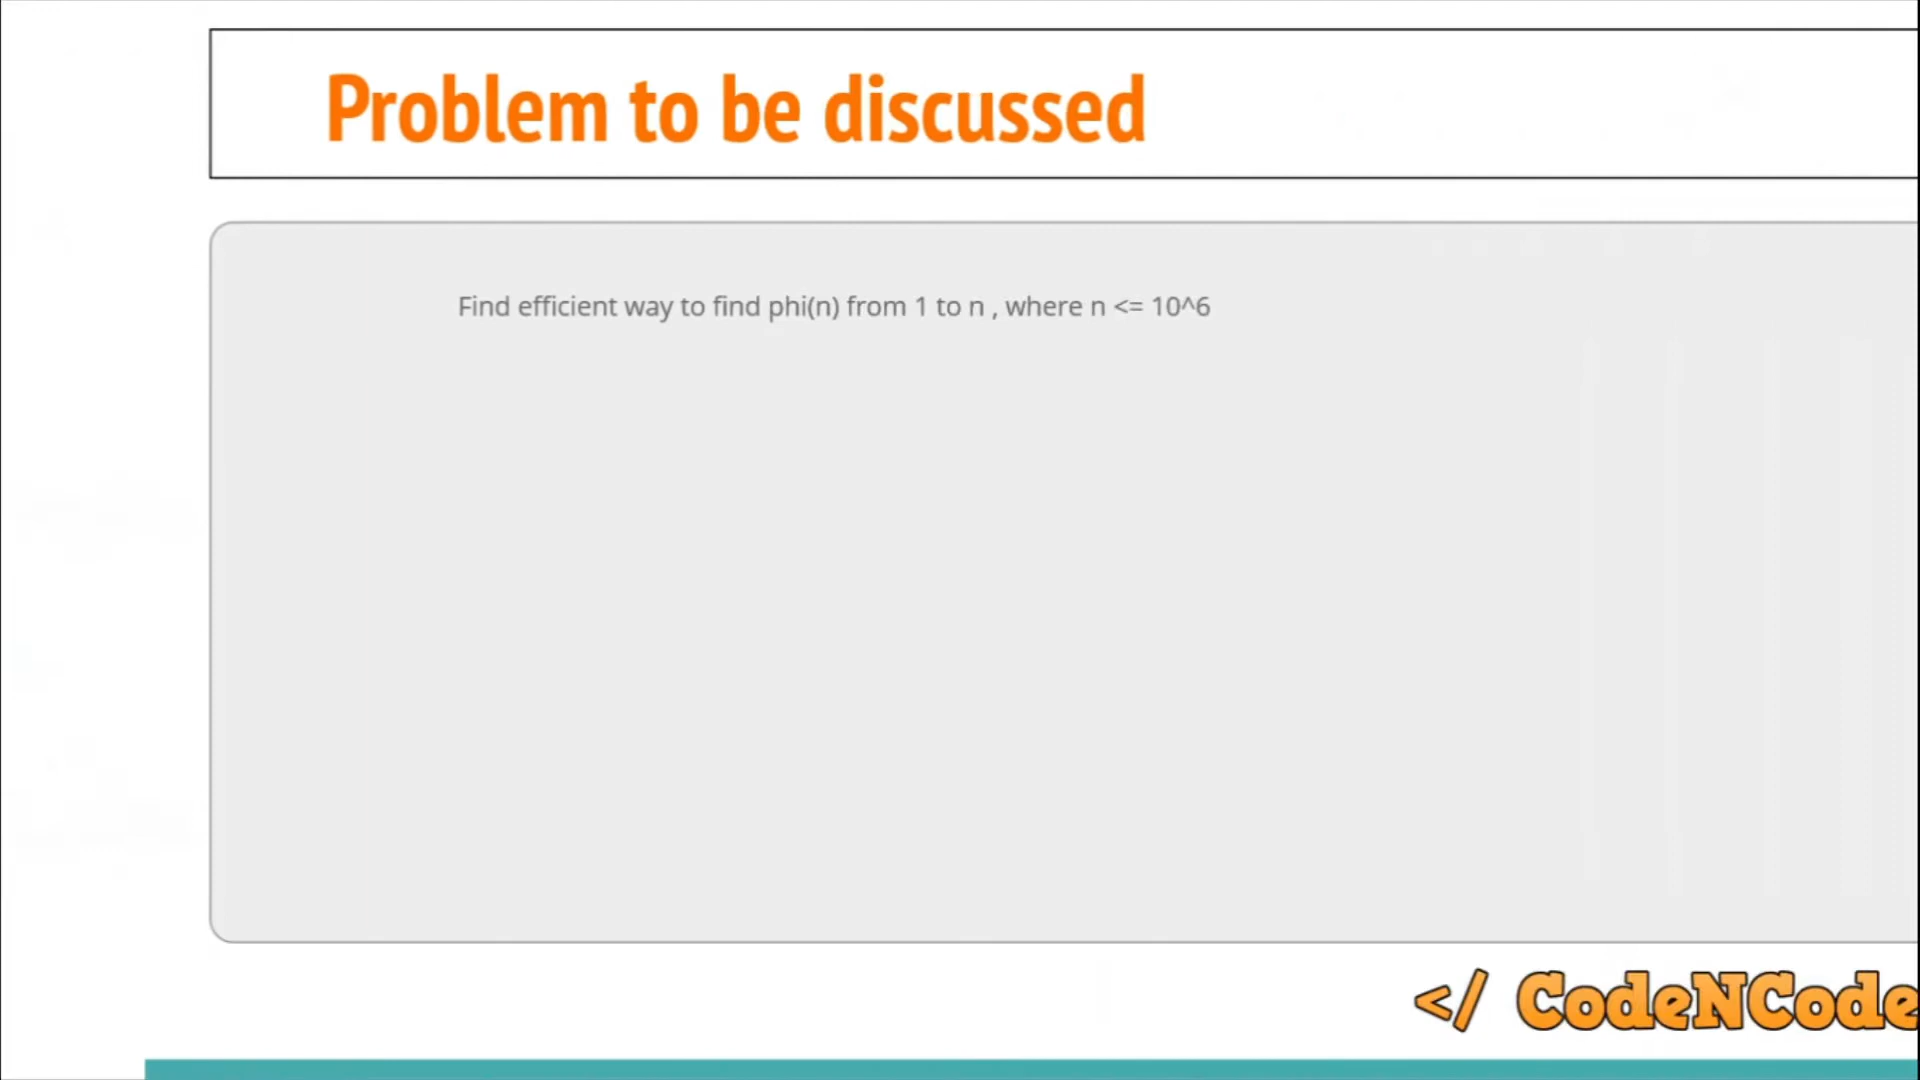 Problem to be discussed
Find efficient way to find phi(n) from 1 to n , where n <= 10^6
</ CodeNCode